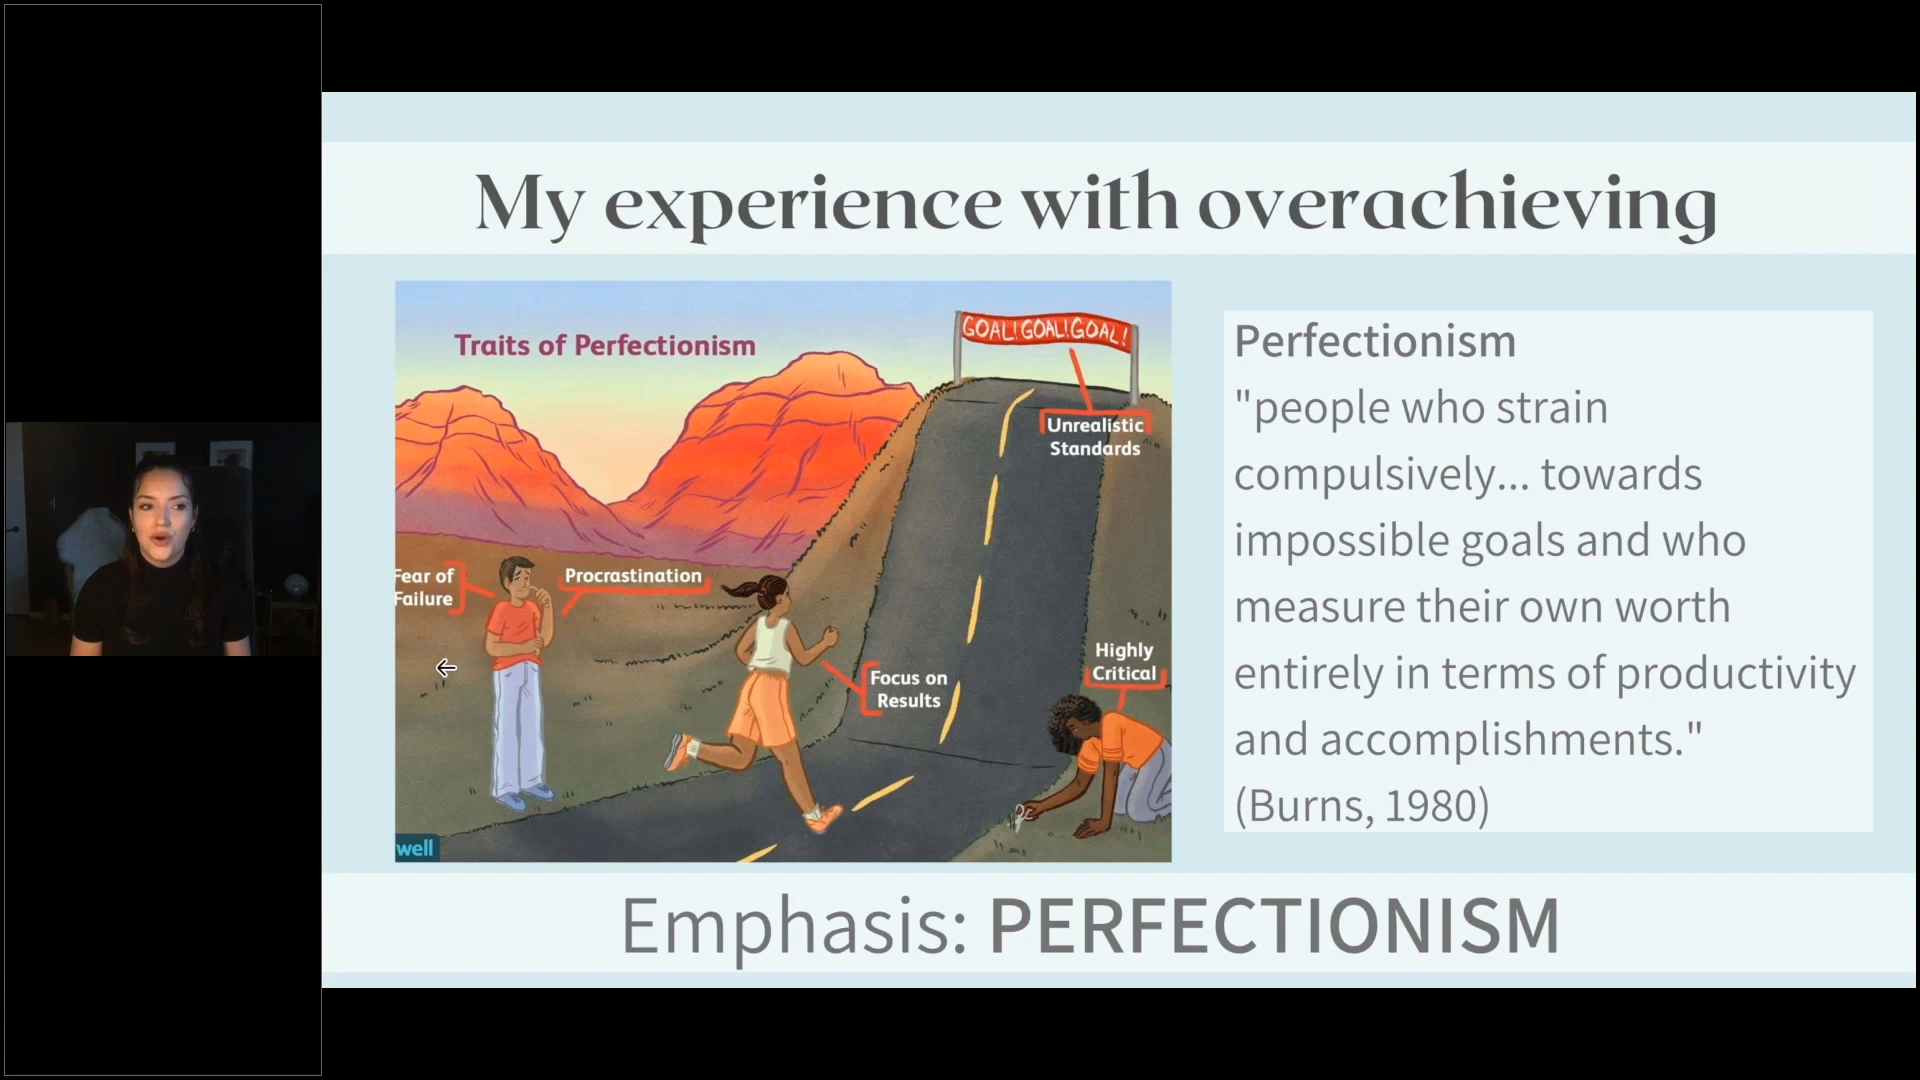 My experience with overachieving
Traits of Perfectionism
GOAL! GOAL! GOAL!
Unrealistic
Standards
Fear of
Failure
Procrastination
Focus on
Results
Highly
Critical
well
Perfectionism
"people who strain
compulsively... towards
impossible goals and who
measure their own worth
entirely in terms of productivity
and accomplishments."
(Burns, 1980)
Emphasis: PERFECTIONISM